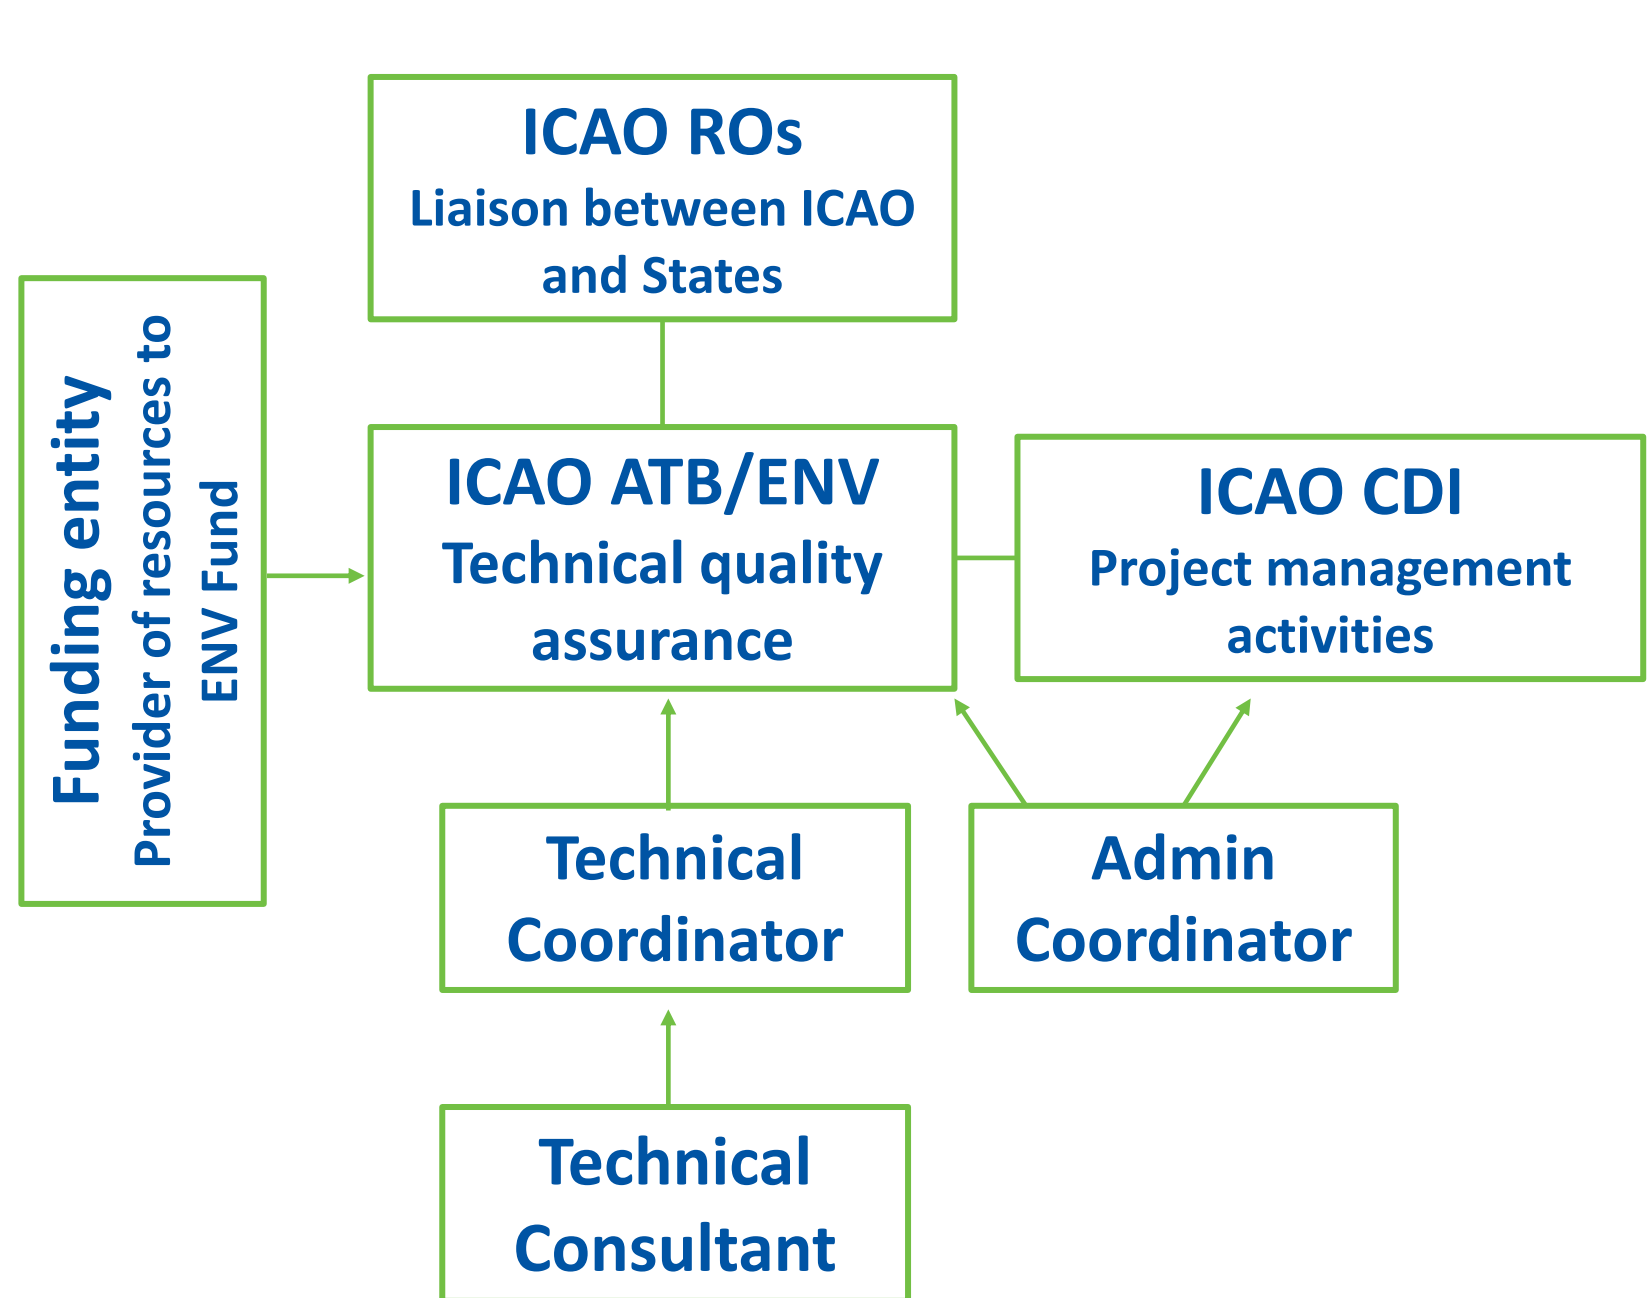 ICAO ROs
Liaison between ICAO
and States
Funding entity
Provider of resources to
ENV Fund
ICAO ATB/ENV
Technical quality
assurance
ICAO CDI
Project management
activities
Technical
Coordinator
Admin
Coordinator
Technical
Consultant